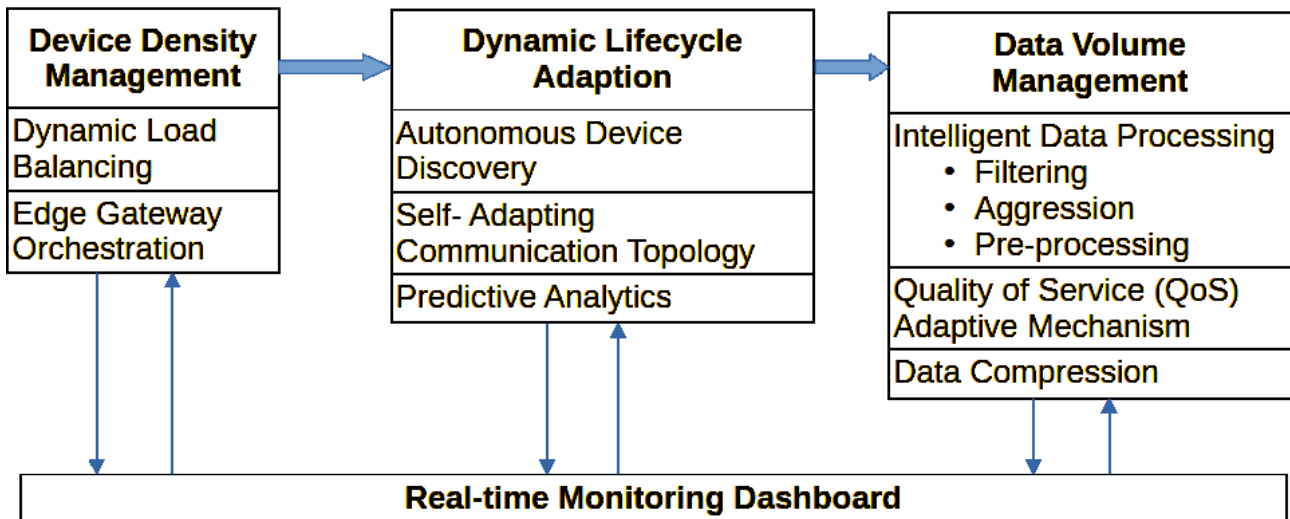 Device Density
Management
Dynamic Load
Balancing
Edge Gateway
Orchestration
Dynamic Lifecycle
Adaption
Autonomous Device
Discovery
Self- Adapting
Communication Topology
Predictive Analytics
Data Volume
Management
Intelligent Data Processing
• Filtering
• Aggression
• Pre-processing
Quality of Service (QoS)
Adaptive Mechanism
Data Compression
Real-time Monitoring Dashboard